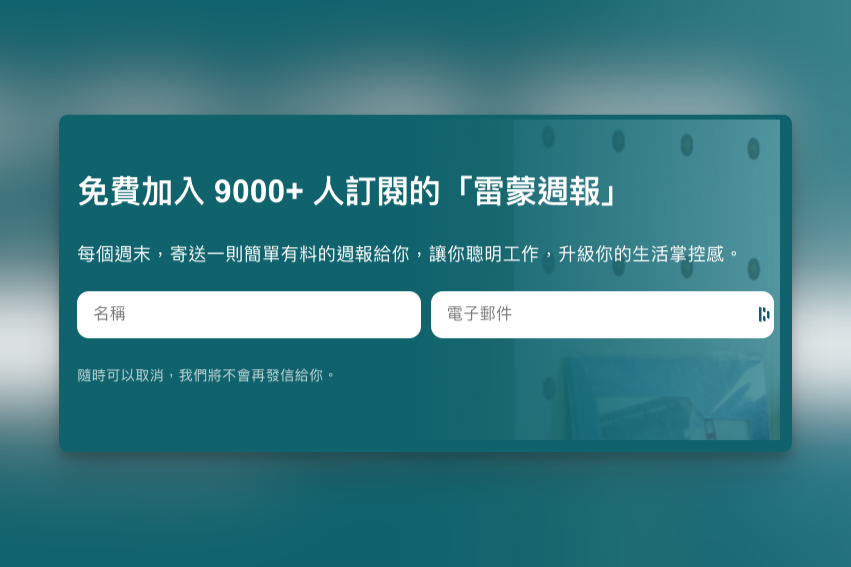 免費加入 9000+ 人訂閱的「雷蒙週報」
每個週末，寄送一則簡單有料的週報給你，讓你聰明工作，升級你的生活掌控感。
名稱
電子郵件
隨時可以取消，我們將不會再發信給你。